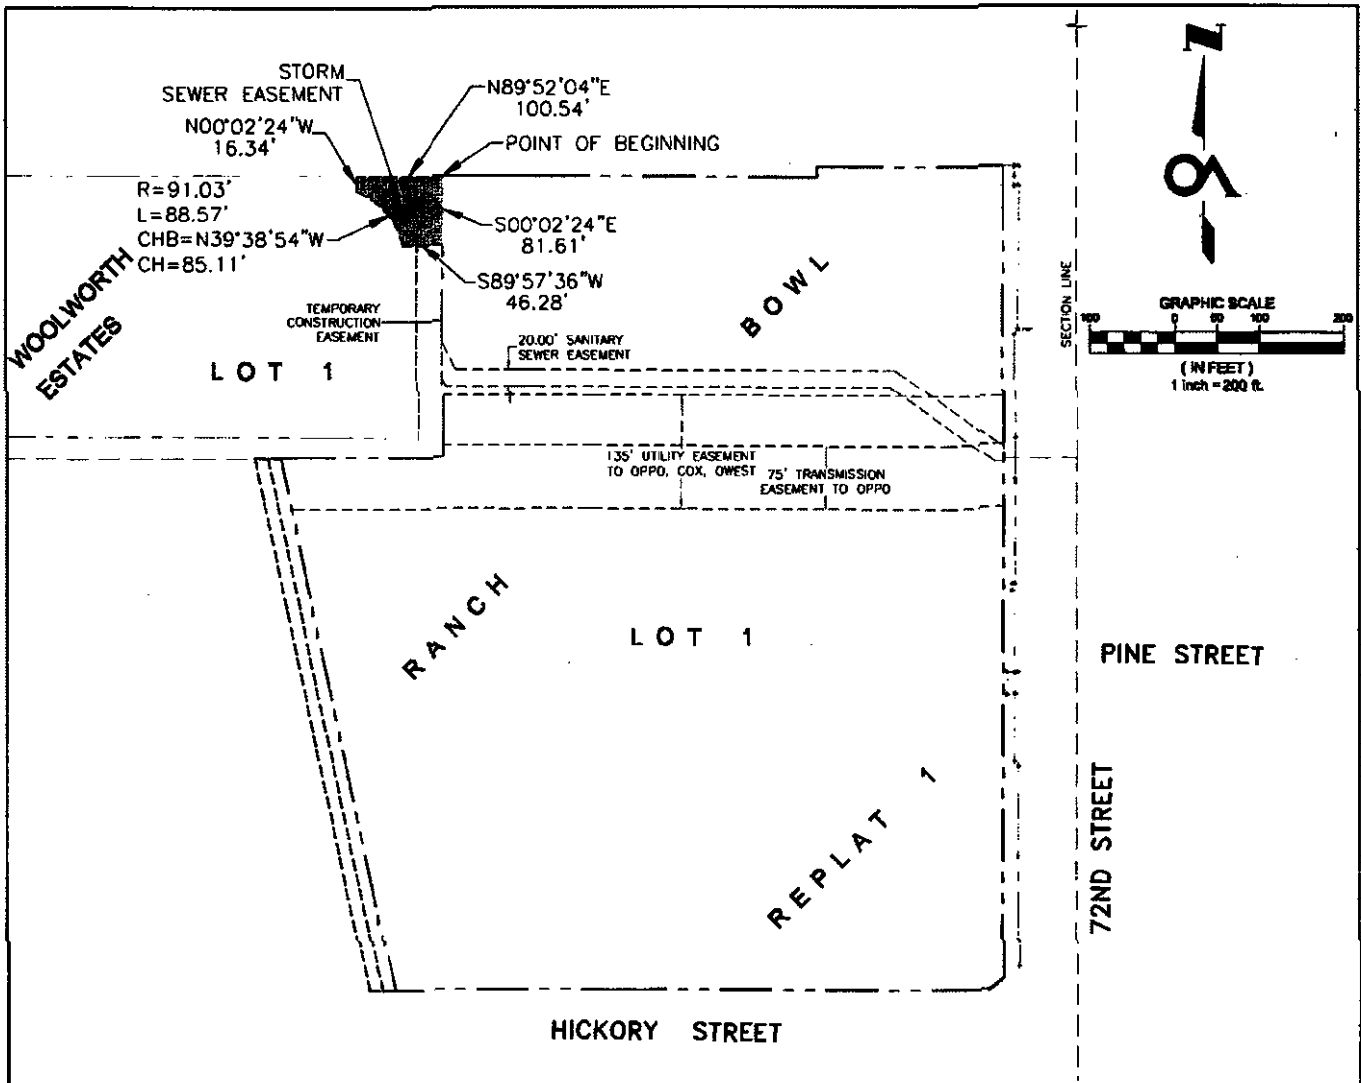 STORM
SEWER EASEMENT
N89°52'04"E
100.54'
N00°02'24"W
16.34'
POINT OF BEGINNING
R=91.03'
L=88.57'
CHB=N39°38'54"W
CH=85.11'
S00°02'24"E
81.61'
S89°57'36"W
46.28'
WOOLWORTH
ESTATES
TEMPORARY
CONSTRUCTION
EASEMENT
20.00' SANITARY
SEWER EASEMENT
LOT 1
BOWL
SECTION LINE
N
GRAPHIC SCALE
100 0 50 100 200
( IN FEET )
1 inch = 200 ft.
135' UTILITY EASEMENT
TO OPPO, COX, QWEST
75' TRANSMISSION
EASEMENT TO OPPO
RANCH
LOT 1
PINE STREET
REPLAT 1
72ND STREET
HICKORY STREET